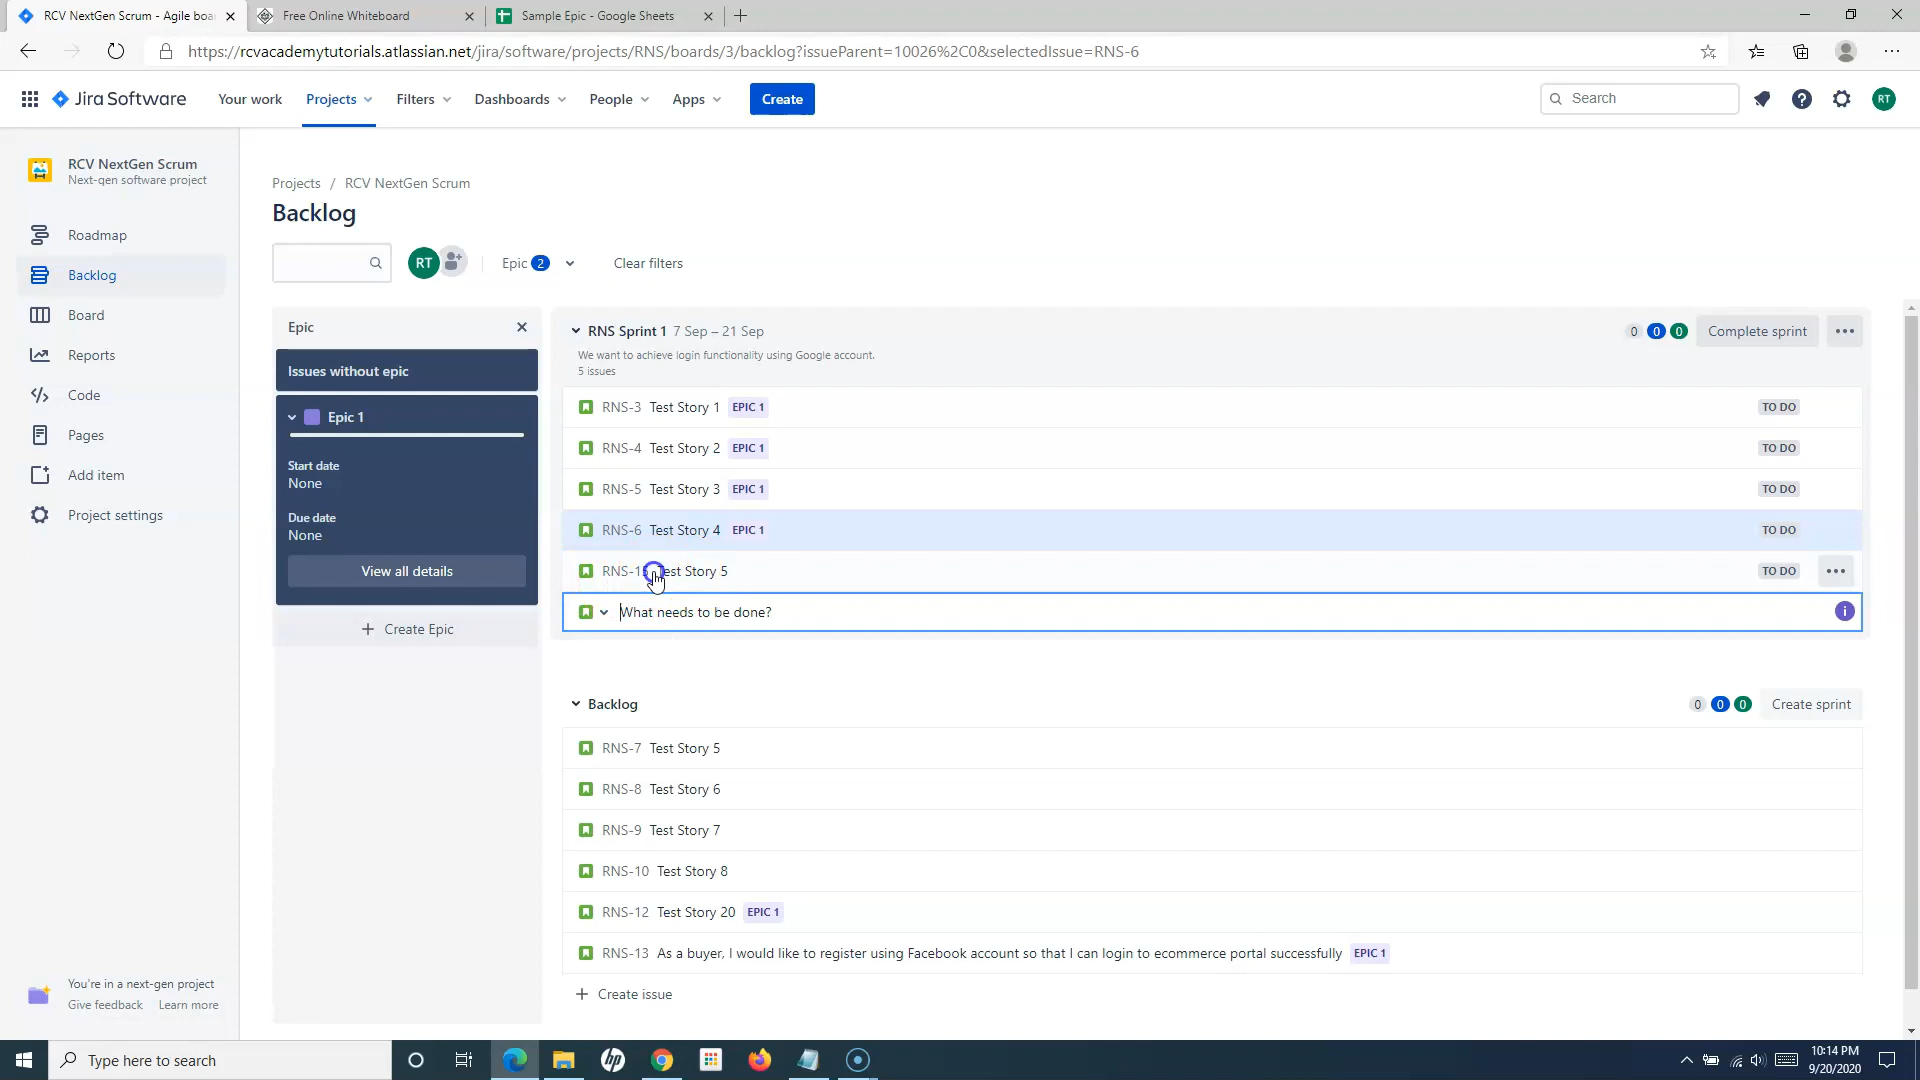 RCV NextGen Scrum - Agile boa
Free Online Whiteboard
Sample Epic - Google Sheets
https://rcvacademytutorials.atlassian.net/jira/software/projects/RNS/boards/3/backlog?issueParent=10026%2C0&selectedIssue=RNS-6
Jira Software
Your work
Projects
Filters
Dashboards
People
Apps
Create
Search
RT
RCV NextGen Scrum
Next-gen software project
Roadmap
Backlog
Board
Reports
Code
Pages
Add item
Project settings
You're in a next-gen project
Give feedback Learn more
Projects / RCV NextGen Scrum
Backlog
RT
Epic 2
Clear filters
Epic
Issues without epic
Epic 1
Start date
None
Due date
None
View all details
+ Create Epic
RNS Sprint 1 7 Sep – 21 Sep
0 0 0
Complete sprint
We want to achieve login functionality using Google account.
5 issues
RNS-3 Test Story 1 EPIC 1 TO DO
RNS-4 Test Story 2 EPIC 1 TO DO
RNS-5 Test Story 3 EPIC 1 TO DO
RNS-6 Test Story 4 EPIC 1 TO DO
Story 5 TO DO
What needs to be done?
Backlog
0 0 0
Create sprint
RNS-7 Test Story 5
RNS-8 Test Story 6
RNS-9 Test Story 7
RNS-10 Test Story 8
RNS-12 Test Story 20 EPIC 1
RNS-13 As a buyer, I would like to register using Facebook account so that I can login to ecommerce portal successfully EPIC 1
+ Create issue
Type here to search
hp
10:14 PM
9/20/2020